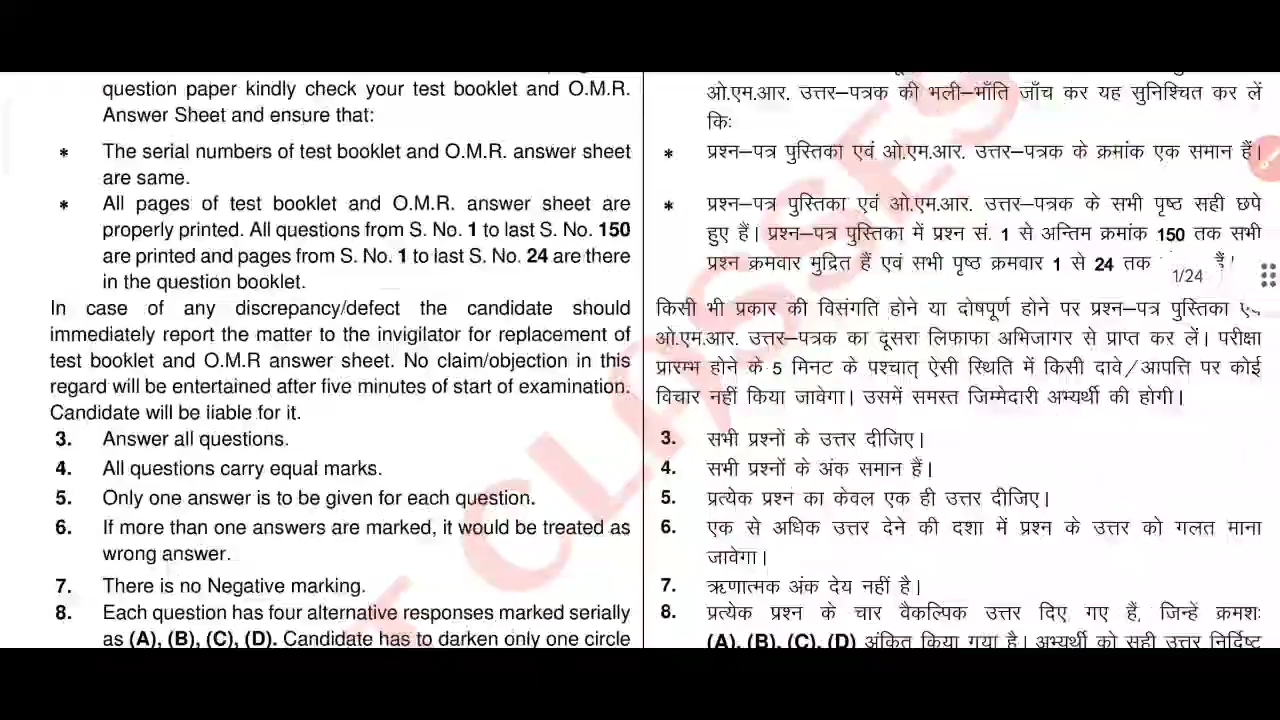 question paper kindly check your test booklet and O.M.R.
Answer Sheet and ensure that:
* The serial numbers of test booklet and O.M.R. answer sheet
are same.
* All pages of test booklet and O.M.R. answer sheet are
properly printed. All questions from S. No. 1 to last S. No. 150
are printed and pages from S. No. 1 to last S. No. 24 are there
in the question booklet.
In case of any discrepancy/defect the candidate should
immediately report the matter to the invigilator for replacement of
test booklet and O.M.R answer sheet. No claim/objection in this
regard will be entertained after five minutes of start of examination.
Candidate will be iiable for it.
3. Answer all questions.
4. All questions carry equal marks.
5. Only one answer is to be given for each question.
6. If more than one answers are marked, it would be treated as
wrong answer.
7. There is no Negative marking.
8. Each question has four alternative responses marked serially
as (A), (B), (C), (D). Candidate has to darken only one circle
ओ.एम.आर. उत्तर–पत्रक की भली–भाँति जाँच कर यह सुनिश्चित कर लें
कि:
* प्रश्न–पत्र पुस्तिका एवं ओ.एम.आर. उत्तर–पत्रक के क्रमांक एक समान हैं।
* प्रश्न–पत्र पुस्तिका एवं ओ.एम.आर. उत्तर–पत्रक के सभी पृष्ठ सही छपे
हुए हैं। प्रश्न–पत्र पुस्तिका में प्रश्न सं. 1 से अन्तिम क्रमांक 150 तक सभी
प्रश्न क्रमवार मुद्रित हैं एवं सभी पृष्ठ क्रमवार 1 से 24 तक हैं।
1/24
किसी भी प्रकार की विसंगति होने या दोषपूर्ण होने पर प्रश्न–पत्र पुस्तिका
ओ.एम.आर. उत्तर–पत्रक का दूसरा लिफाफा अभिजागर से प्राप्त कर लें। परीक्षा
प्रारम्भ होने के 5 मिनट के पश्चात् ऐसी स्थिति में किसी दावे/आपत्ति पर कोई
विचार नहीं किया जावेगा। उसमें समस्त जिम्मेदारी अभ्यर्थी की होगी।
3. सभी प्रश्नों के उत्तर दीजिए।
4. सभी प्रश्नों के अंक समान हैं।
5. प्रत्येक प्रश्न का केवल एक ही उत्तर दीजिए।
6. एक से अधिक उत्तर देने की दशा में प्रश्न के उत्तर को गलत माना
जावेगा।
7. ऋणात्मक अंक देय नहीं है।
8. प्रत्येक प्रश्न के चार वैकल्पिक उत्तर दिए गए हैं, जिन्हें क्रमशः
(A), (B), (C), (D) अंकित किया गया है। अभ्यर्थी को सही उत्तर निर्दिष्ट
CLASSES